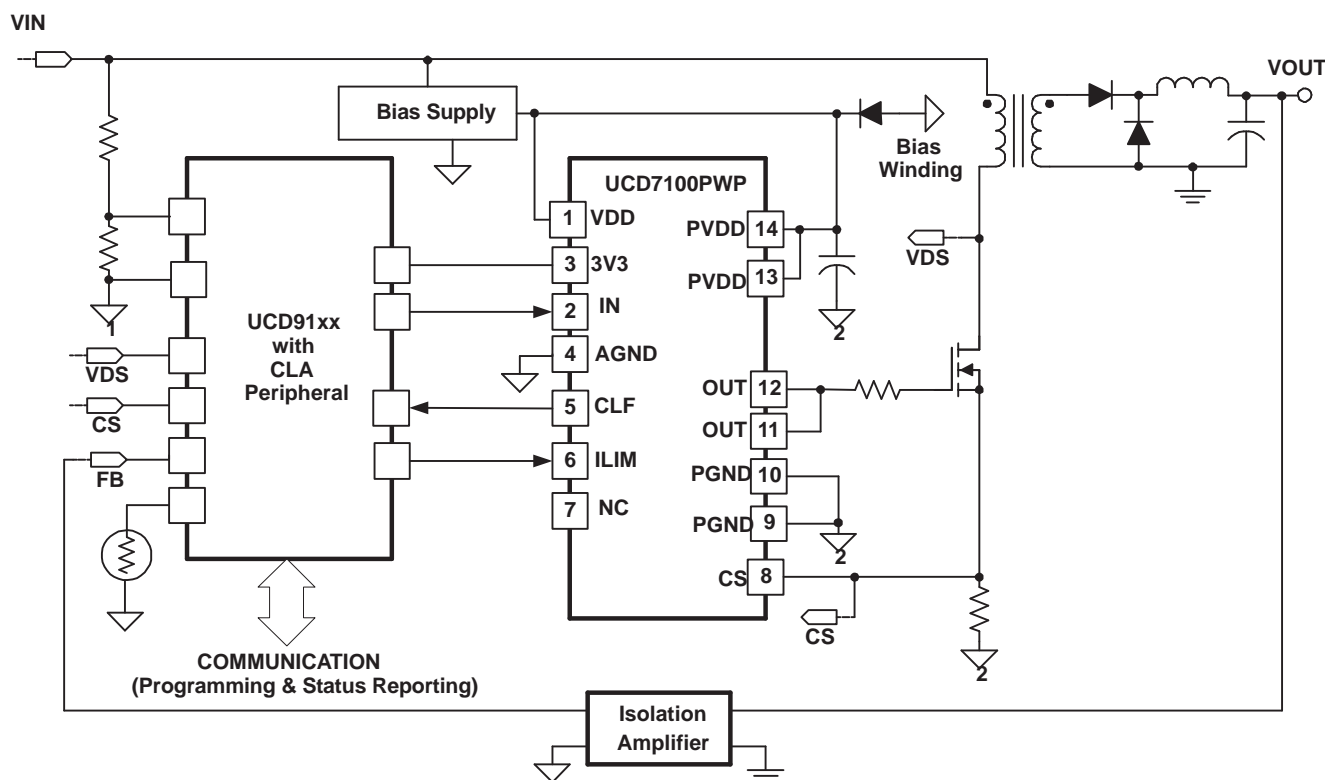 VIN
VOUT
Bias Supply
Bias
Winding
UCD7100PWP
1 VDD
3 3V3
2 IN
4 AGND
5 CLF
6 ILIM
7 NC
PVDD 14
PVDD 13
2
OUT 12
OUT 11
PGND 10
PGND 9
2
CS 8
CS
2
VDS
UCD91xx
with
CLA
Peripheral
1
VDS
CS
FB
COMMUNICATION
(Programming & Status Reporting)
Isolation
Amplifier